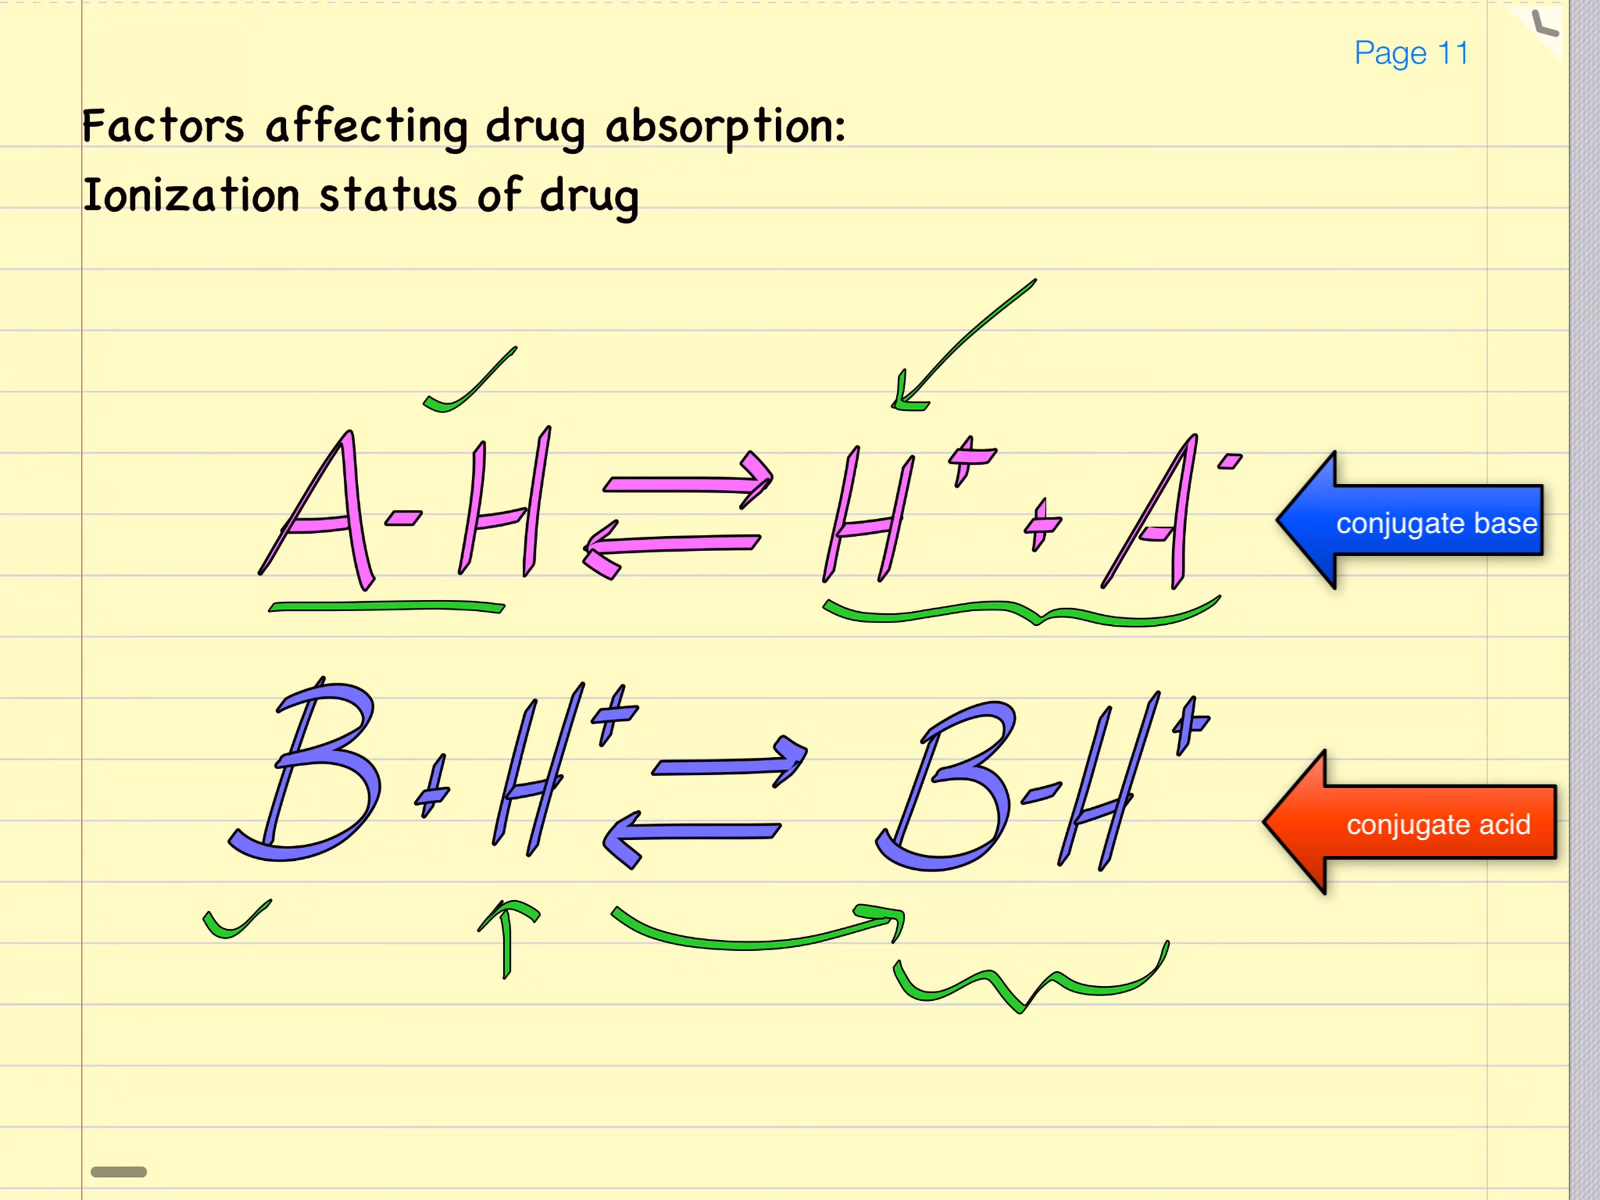 Page 11
Factors affecting drug absorption:
Ionization status of drug
A-H ⇌ H⁺ + A⁻
conjugate base
B + H⁺ ⇌ B-H⁺
conjugate acid